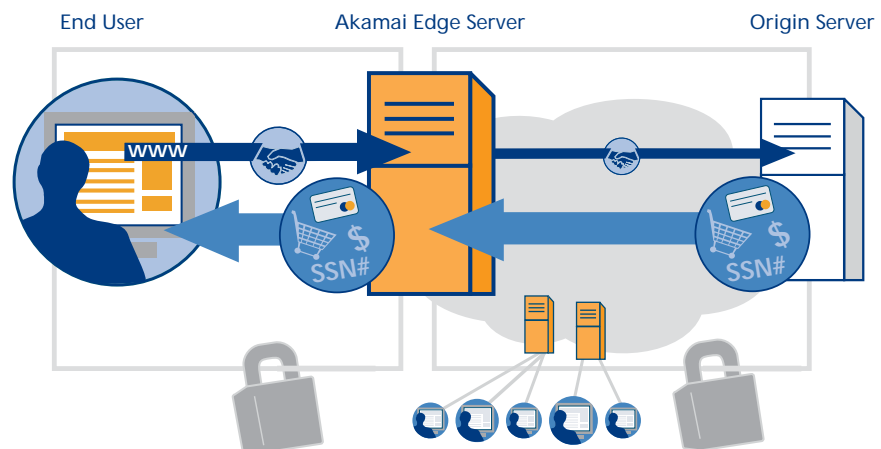 End User
Akamai Edge Server
Origin Server
WWW
$
SSN#
$
SSN#